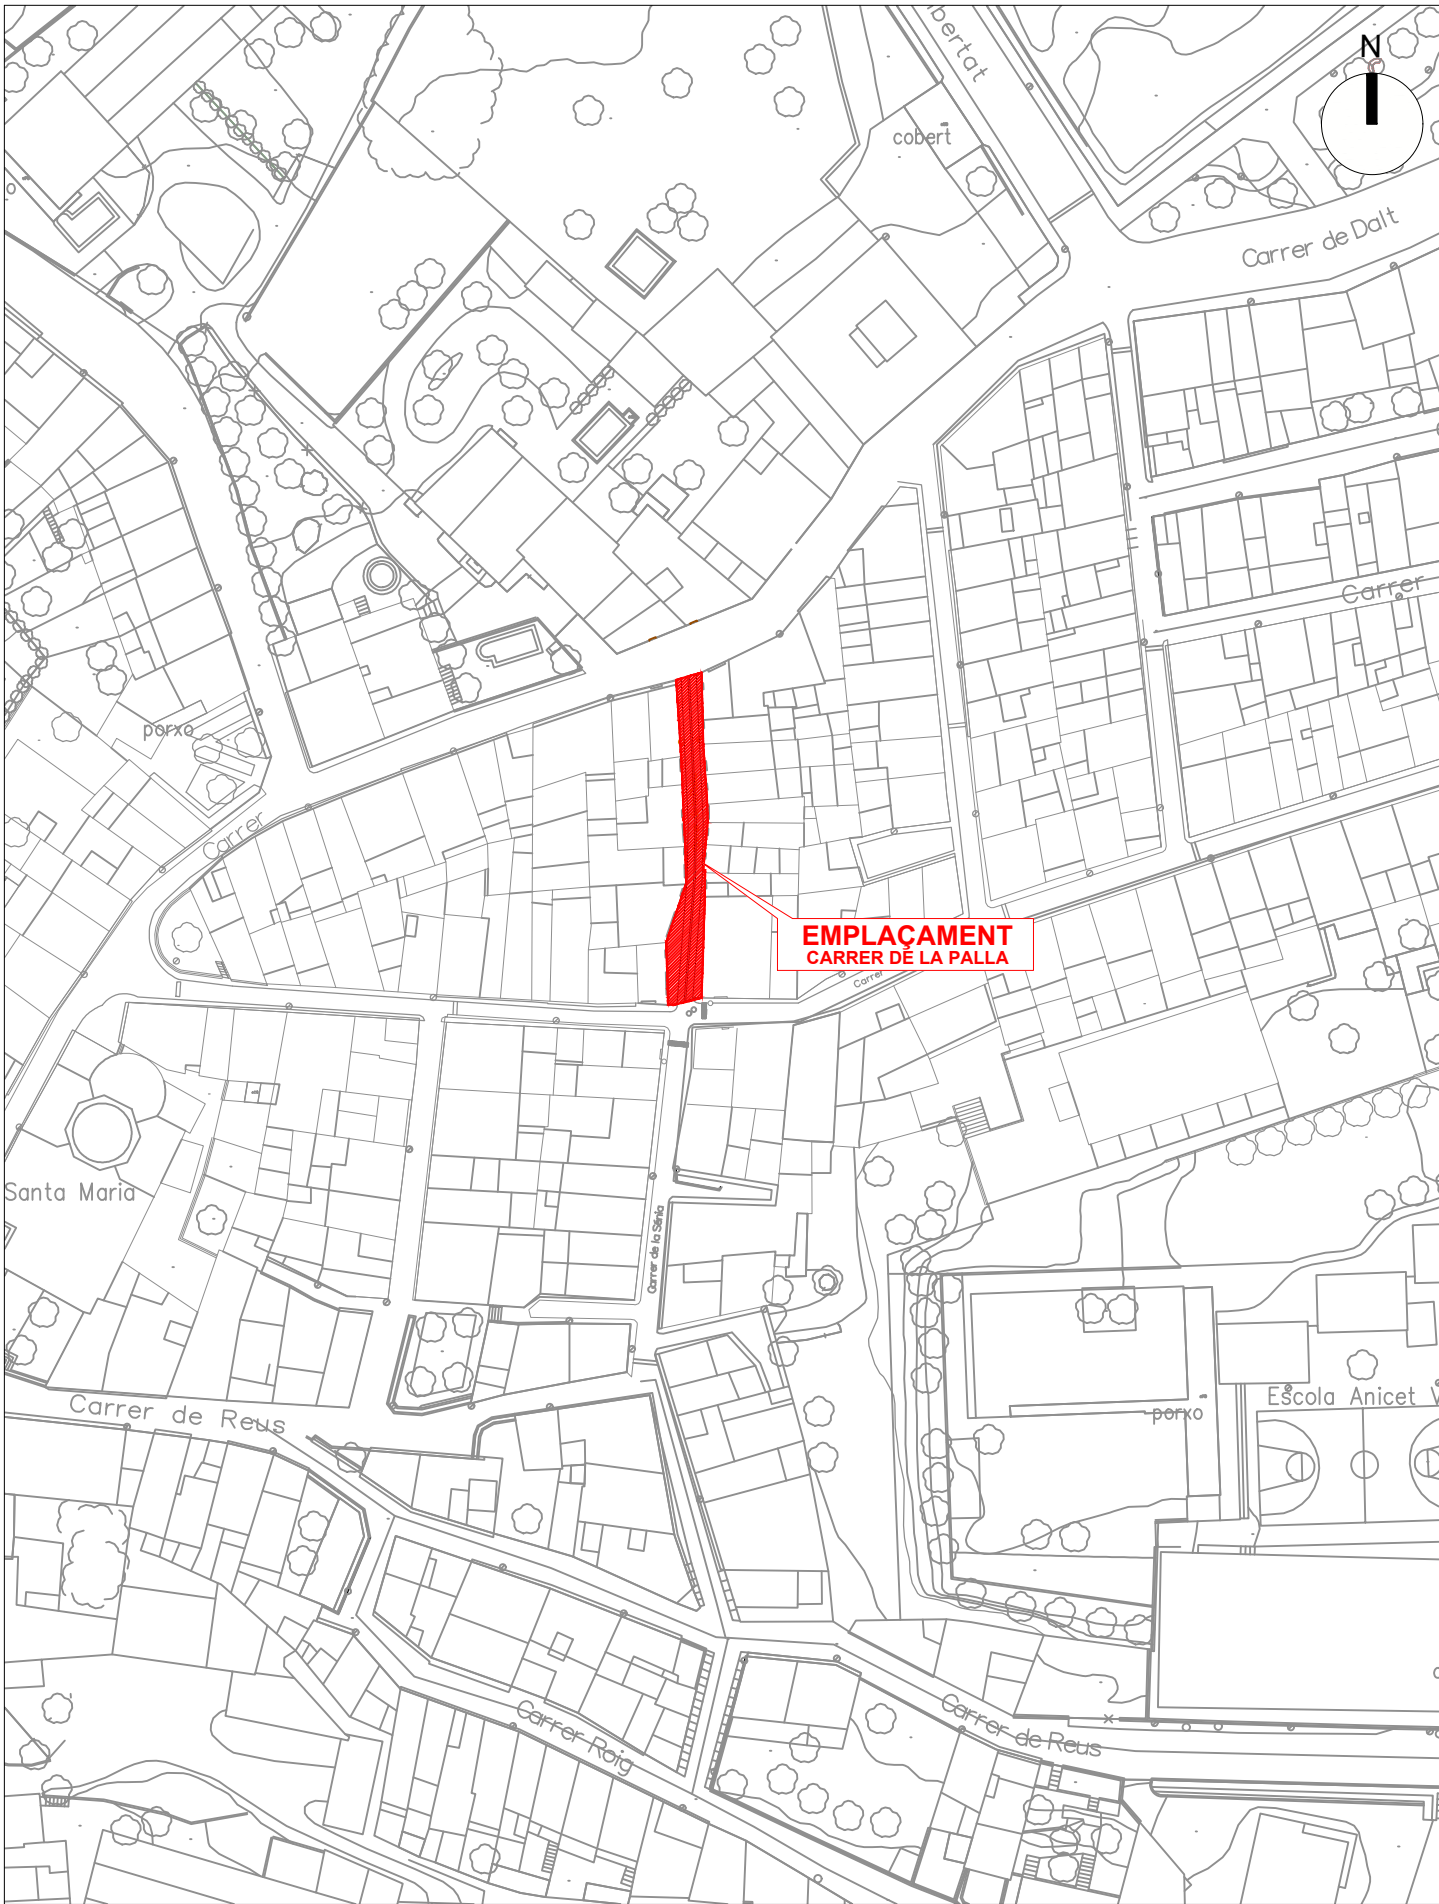 N
bertat
cobert
Carrer de Dalt
Carrer
porxo
Carrer
EMPLAÇAMENT
CARRER DE LA PALLA
Carrer
Santa Maria
Carrer de la Sénia
Carrer de Reus
Escola Anicet V
porxo
Carrer Roig
Carrer de Reus